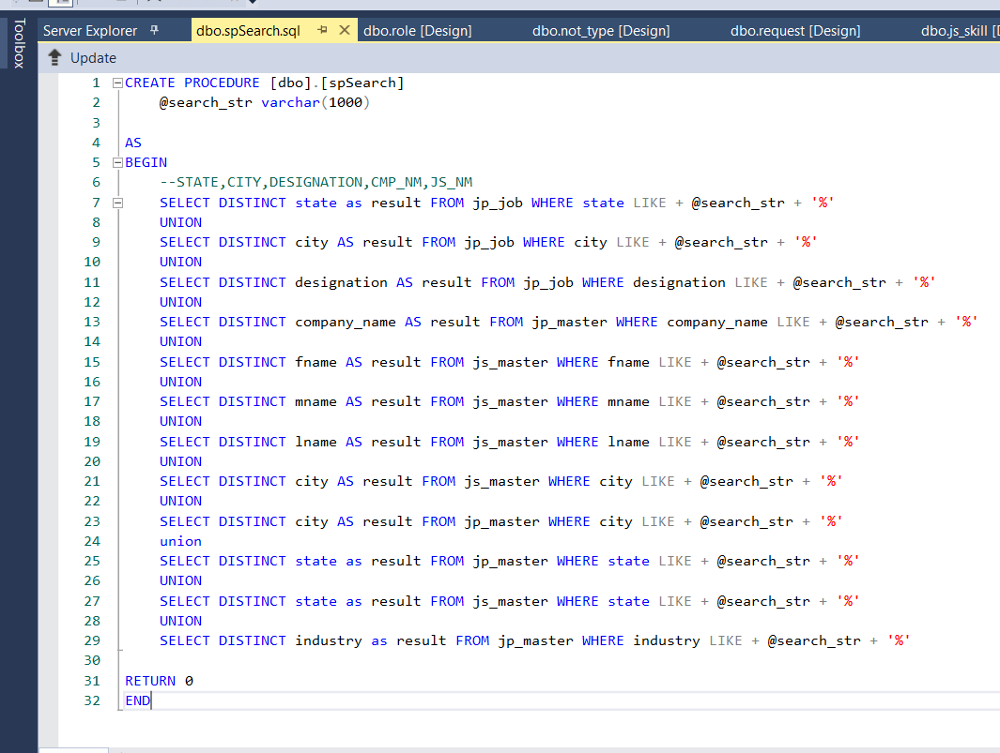 Toolbox
Server Explorer dbo.spSearch.sql dbo.role [Design] dbo.not_type [Design] dbo.request [Design] dbo.js_skill [
Update
1 CREATE PROCEDURE [dbo].[spSearch]
2 @search_str varchar(1000)
3
4 AS
5 BEGIN
6 --STATE,CITY,DESIGNATION,CMP_NM,JS_NM
7 SELECT DISTINCT state as result FROM jp_job WHERE state LIKE + @search_str + '%'
8 UNION
9 SELECT DISTINCT city AS result FROM jp_job WHERE city LIKE + @search_str + '%'
10 UNION
11 SELECT DISTINCT designation AS result FROM jp_job WHERE designation LIKE + @search_str + '%'
12 UNION
13 SELECT DISTINCT company_name AS result FROM jp_master WHERE company_name LIKE + @search_str + '%'
14 UNION
15 SELECT DISTINCT fname AS result FROM js_master WHERE fname LIKE + @search_str + '%'
16 UNION
17 SELECT DISTINCT mname AS result FROM js_master WHERE mname LIKE + @search_str + '%'
18 UNION
19 SELECT DISTINCT lname AS result FROM js_master WHERE lname LIKE + @search_str + '%'
20 UNION
21 SELECT DISTINCT city AS result FROM js_master WHERE city LIKE + @search_str + '%'
22 UNION
23 SELECT DISTINCT city AS result FROM jp_master WHERE city LIKE + @search_str + '%'
24 union
25 SELECT DISTINCT state as result FROM jp_master WHERE state LIKE + @search_str + '%'
26 UNION
27 SELECT DISTINCT state as result FROM js_master WHERE state LIKE + @search_str + '%'
28 UNION
29 SELECT DISTINCT industry as result FROM jp_master WHERE industry LIKE + @search_str + '%'
30
31 RETURN 0
32 END